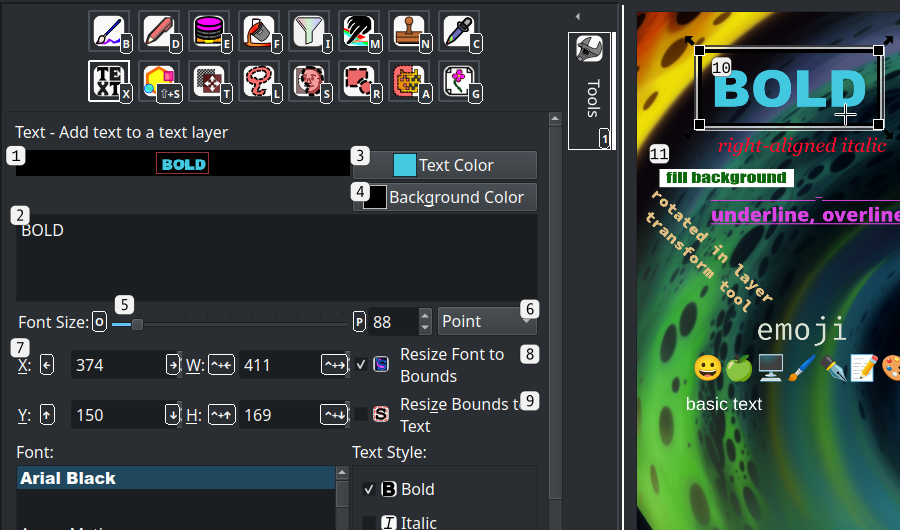 B D E F I M N C
TEXT X ⇧+S T L S R A G
Text - Add text to a text layer
1 BOLD
3 Text Color
4 Background Color
2
BOLD
5
Font Size: O P 88
6 Point
7
X: ← 374 → W: ^⌥← 411 ^⌥→
✓ Resize Font to Bounds 8
Y: ↑ 150 ↓ H: ^⌥↑ 169 ^⌥↓
S Resize Bounds to Text 9
Font:
Arial Black
Text Style:
✓ B Bold
I Italic
Tools
1
10
BOLD
right-aligned italic
11
fill background
underline, overline
rotated in layer
transform tool
emoji
😀🍏🖥️🖌️✒️📝🎨
basic text